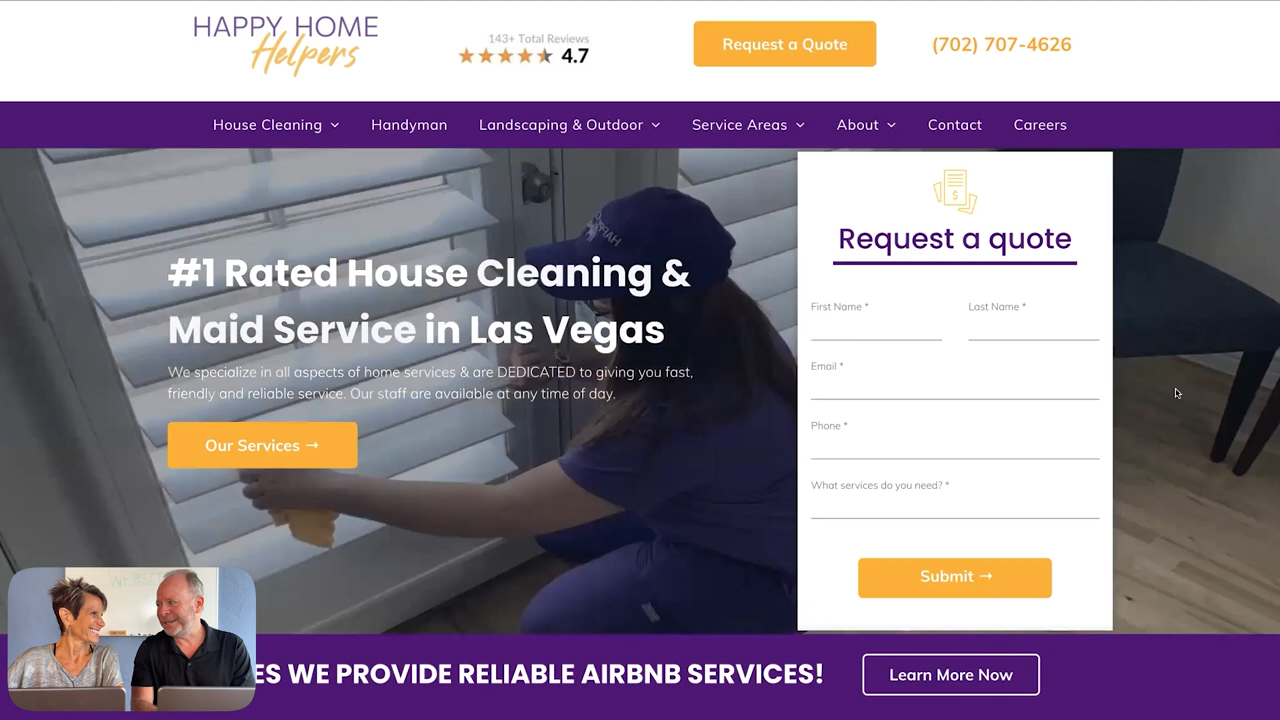 HAPPY HOME
Helpers
143+ Total Reviews
4.7
Request a Quote
(702) 707-4626
House Cleaning
Handyman
Landscaping & Outdoor
Service Areas
About
Contact
Careers
#1 Rated House Cleaning &
Maid Service in Las Vegas
We specialize in all aspects of home services & are DEDICATED to giving you fast,
friendly and reliable service. Our staff are available at any time of day.
Our Services →
Request a quote
First Name *
Last Name *
Email *
Phone *
What services do you need? *
Submit →
ES WE PROVIDE RELIABLE AIRBNB SERVICES!
Learn More Now